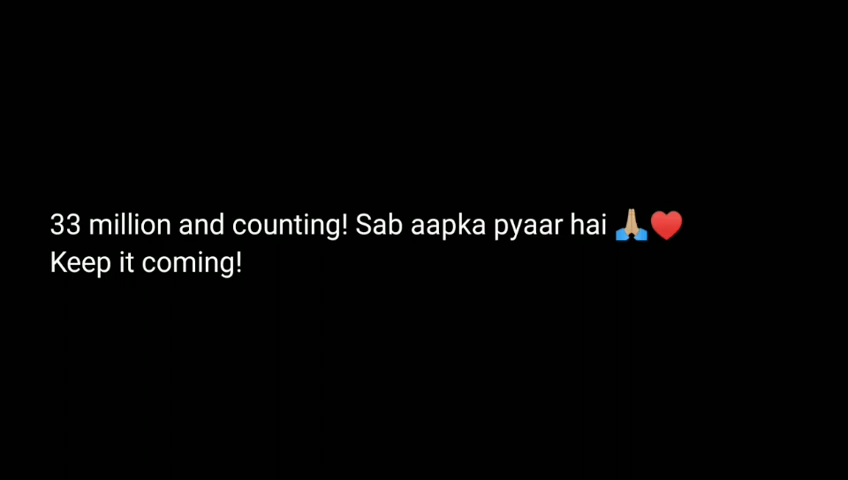 33 million and counting! Sab aapka pyaar hai 🙏🏼❤️
Keep it coming!